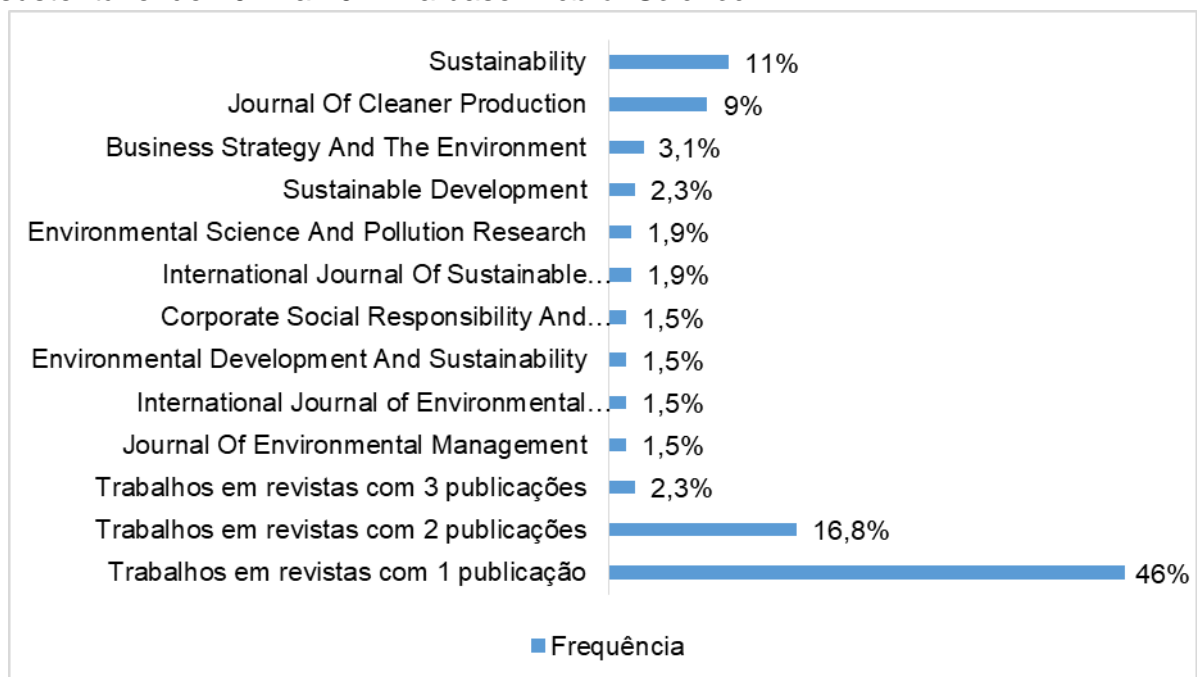 Sustainability 11%
Journal Of Cleaner Production 9%
Business Strategy And The Environment 3,1%
Sustainable Development 2,3%
Environmental Science And Pollution Research 1,9%
International Journal Of Sustainable... 1,9%
Corporate Social Responsibility And... 1,5%
Environmental Development And Sustainability 1,5%
International Journal of Environmental... 1,5%
Journal Of Environmental Management 1,5%
Trabalhos em revistas com 3 publicações 2,3%
Trabalhos em revistas com 2 publicações 16,8%
Trabalhos em revistas com 1 publicação 46%
Frequência